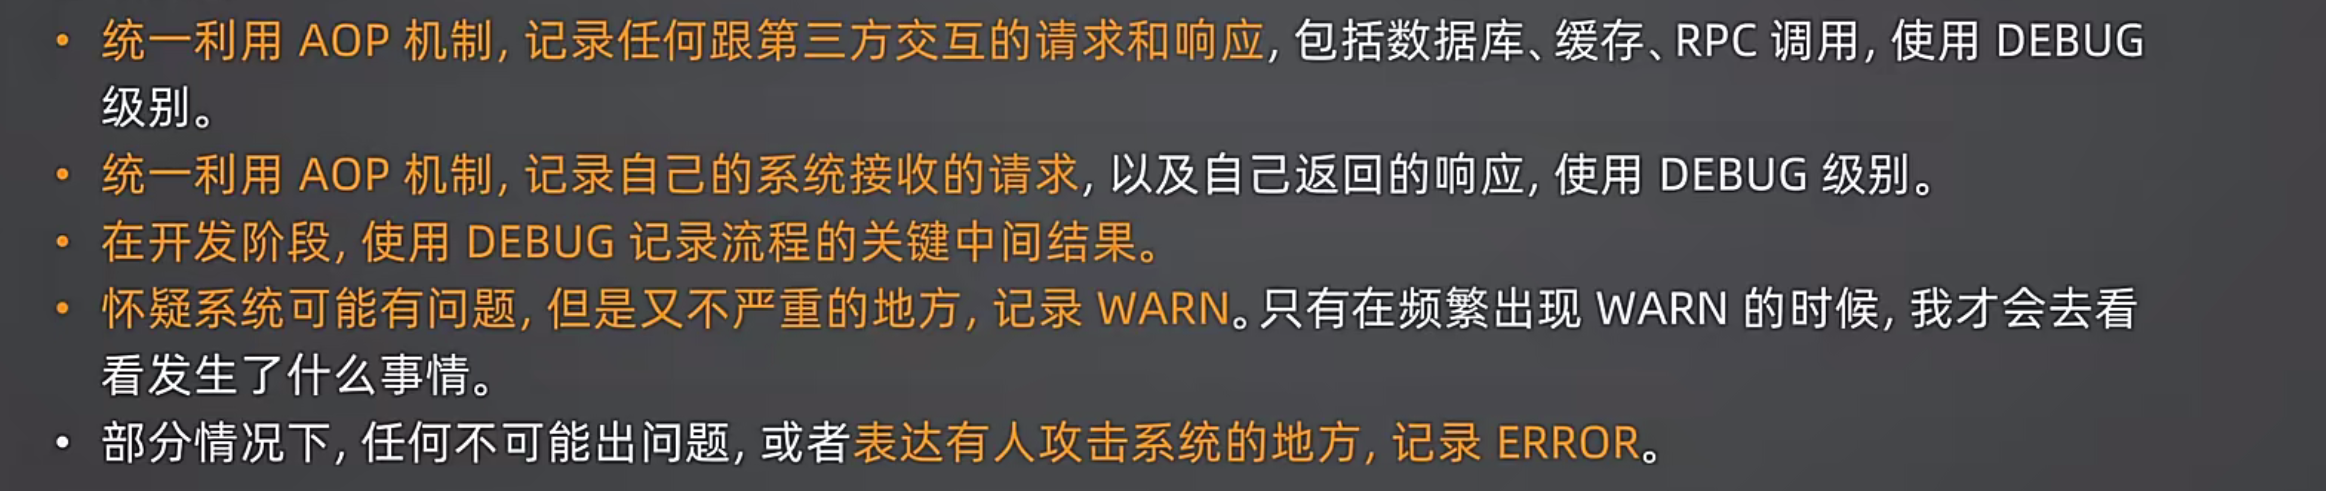 • 统一利用 AOP 机制, 记录任何跟第三方交互的请求和响应, 包括数据库、缓存、RPC 调用, 使用 DEBUG
级别。
• 统一利用 AOP 机制, 记录自己的系统接收的请求, 以及自己返回的响应, 使用 DEBUG 级别。
• 在开发阶段, 使用 DEBUG 记录流程的关键中间结果。
• 怀疑系统可能有问题, 但是又不严重的地方, 记录 WARN。只有在频繁出现 WARN 的时候, 我才会去看
看发生了什么事情。
• 部分情况下, 任何不可能出问题, 或者表达有人攻击系统的地方, 记录 ERROR。